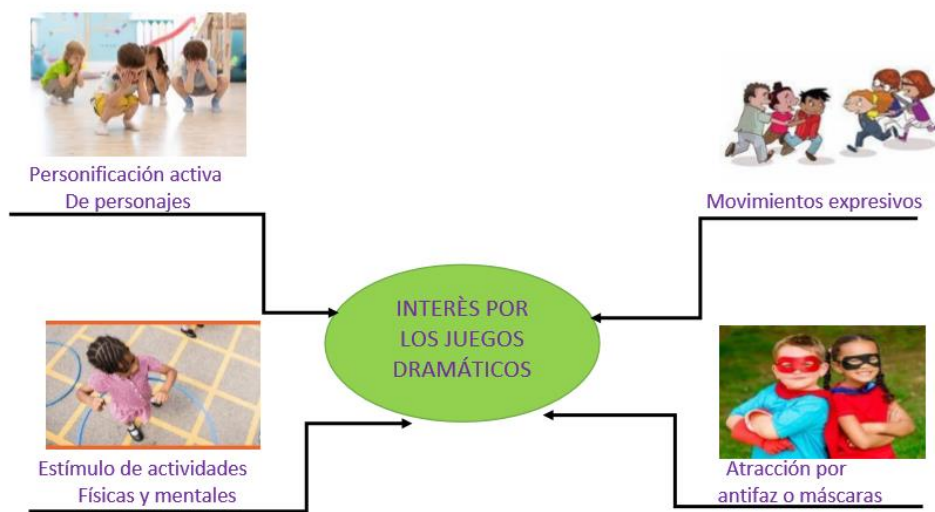 Personificación activa
De personajes
Movimientos expresivos
INTERÈS POR
LOS JUEGOS
DRAMÁTICOS
Estímulo de actividades
Físicas y mentales
Atracción por
antifaz o máscaras